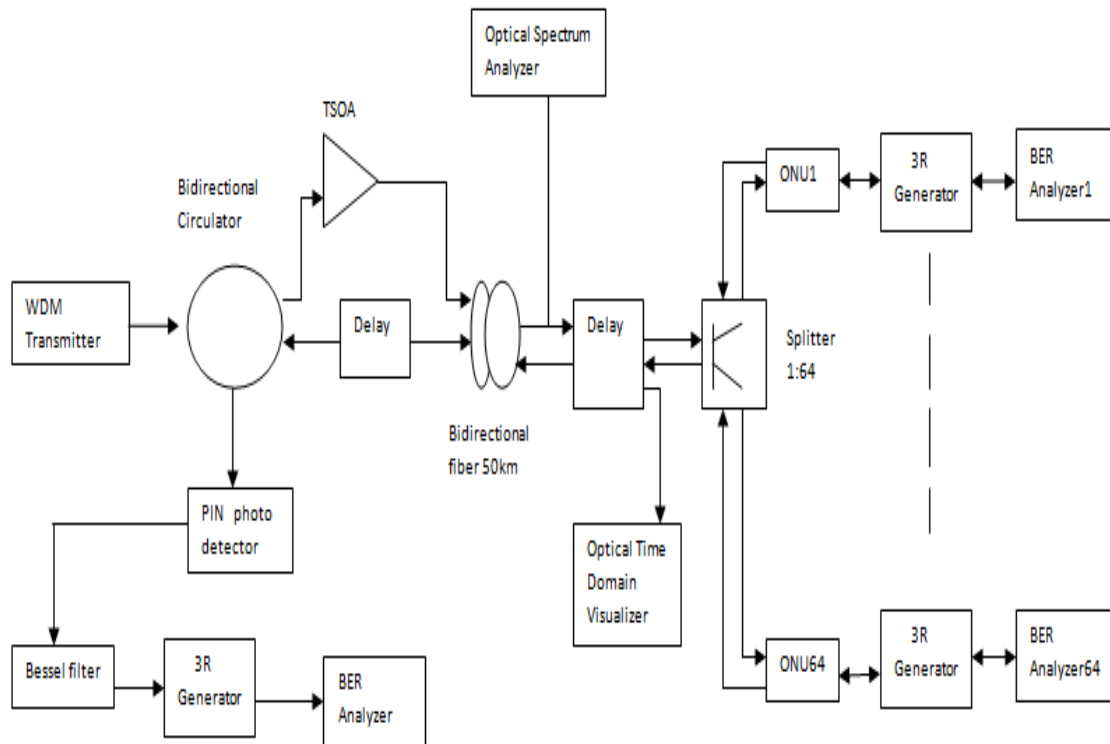 Optical Spectrum
Analyzer
TSOA
Bidirectional
Circulator
ONU1
3R
Generator
BER
Analyzer1
WDM
Transmitter
Delay
Delay
Splitter
1:64
Bidirectional
fiber 50km
PIN photo
detector
Optical Time
Domain
Visualizer
Bessel filter
3R
Generator
BER
Analyzer
ONU64
3R
Generator
BER
Analyzer64